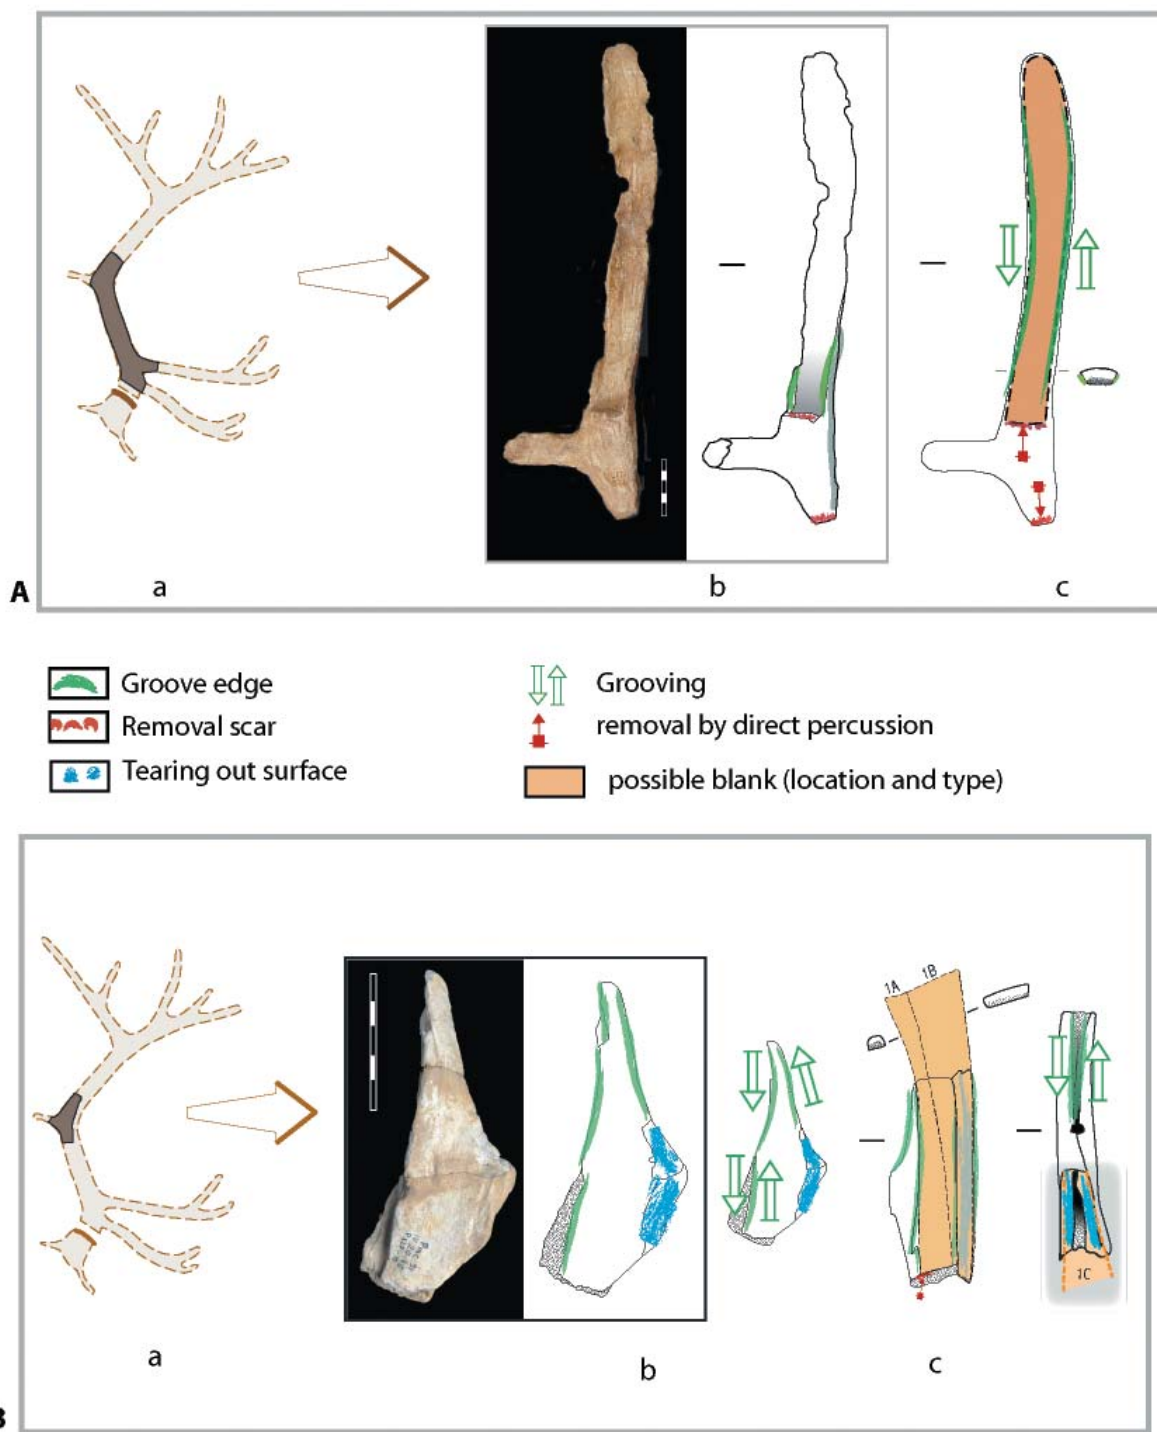 a
b
c
A
Groove edge
Grooving
Removal scar
removal by direct percussion
Tearing out surface
possible blank (location and type)
1A
1B
1C
a
b
c
B